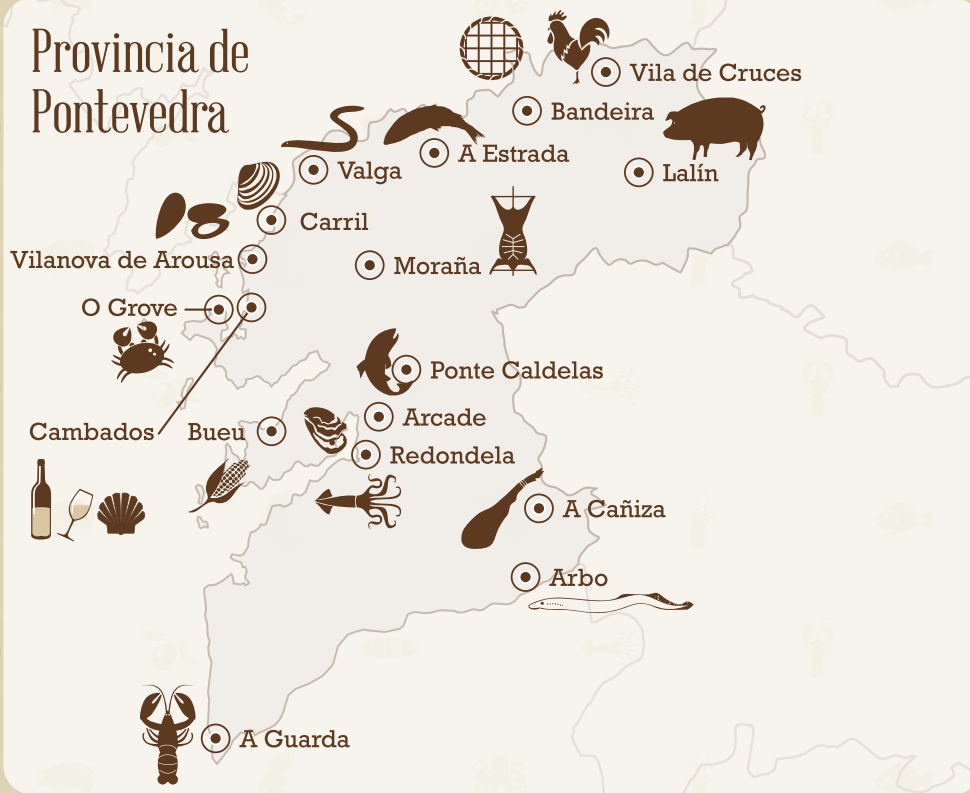 Provincia de
Pontevedra
Vila de Cruces
Bandeira
A Estrada
Valga
Lalín
Carril
Vilanova de Arousa
Moraña
O Grove
Ponte Caldelas
Arcade
Cambados
Bueu
Redondela
A Cañiza
Arbo
A Guarda